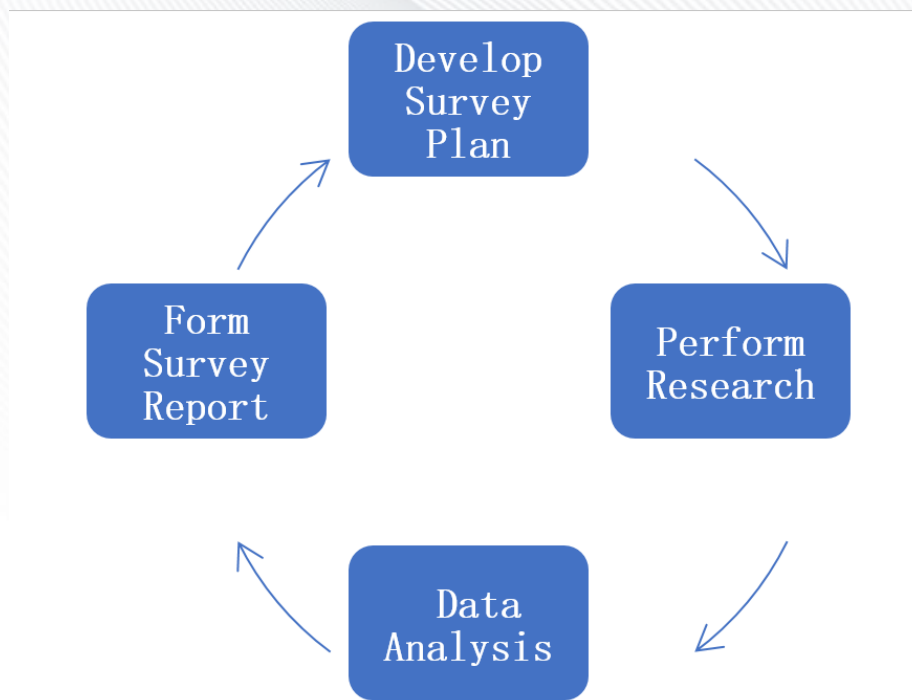 Develop
Survey
Plan
Perform
Research
Data
Analysis
Form
Survey
Report